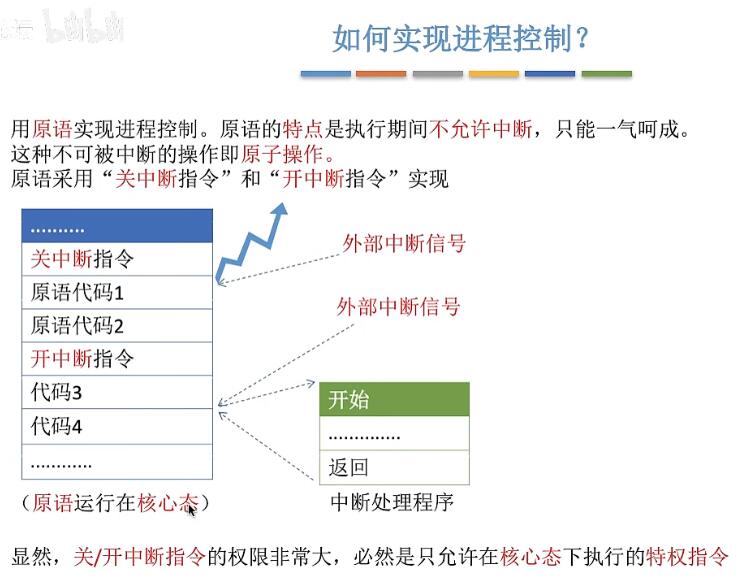 如何实现进程控制？
用原语实现进程控制。原语的特点是执行期间不允许中断，只能一气呵成。
这种不可被中断的操作即原子操作。
原语采用“关中断指令”和“开中断指令”实现
..........
关中断指令
原语代码1
原语代码2
开中断指令
代码3
代码4
............
外部中断信号
外部中断信号
开始
..............
返回
（原语运行在核心态）
中断处理程序
显然，关/开中断指令的权限非常大，必然是只允许在核心态下执行的特权指令